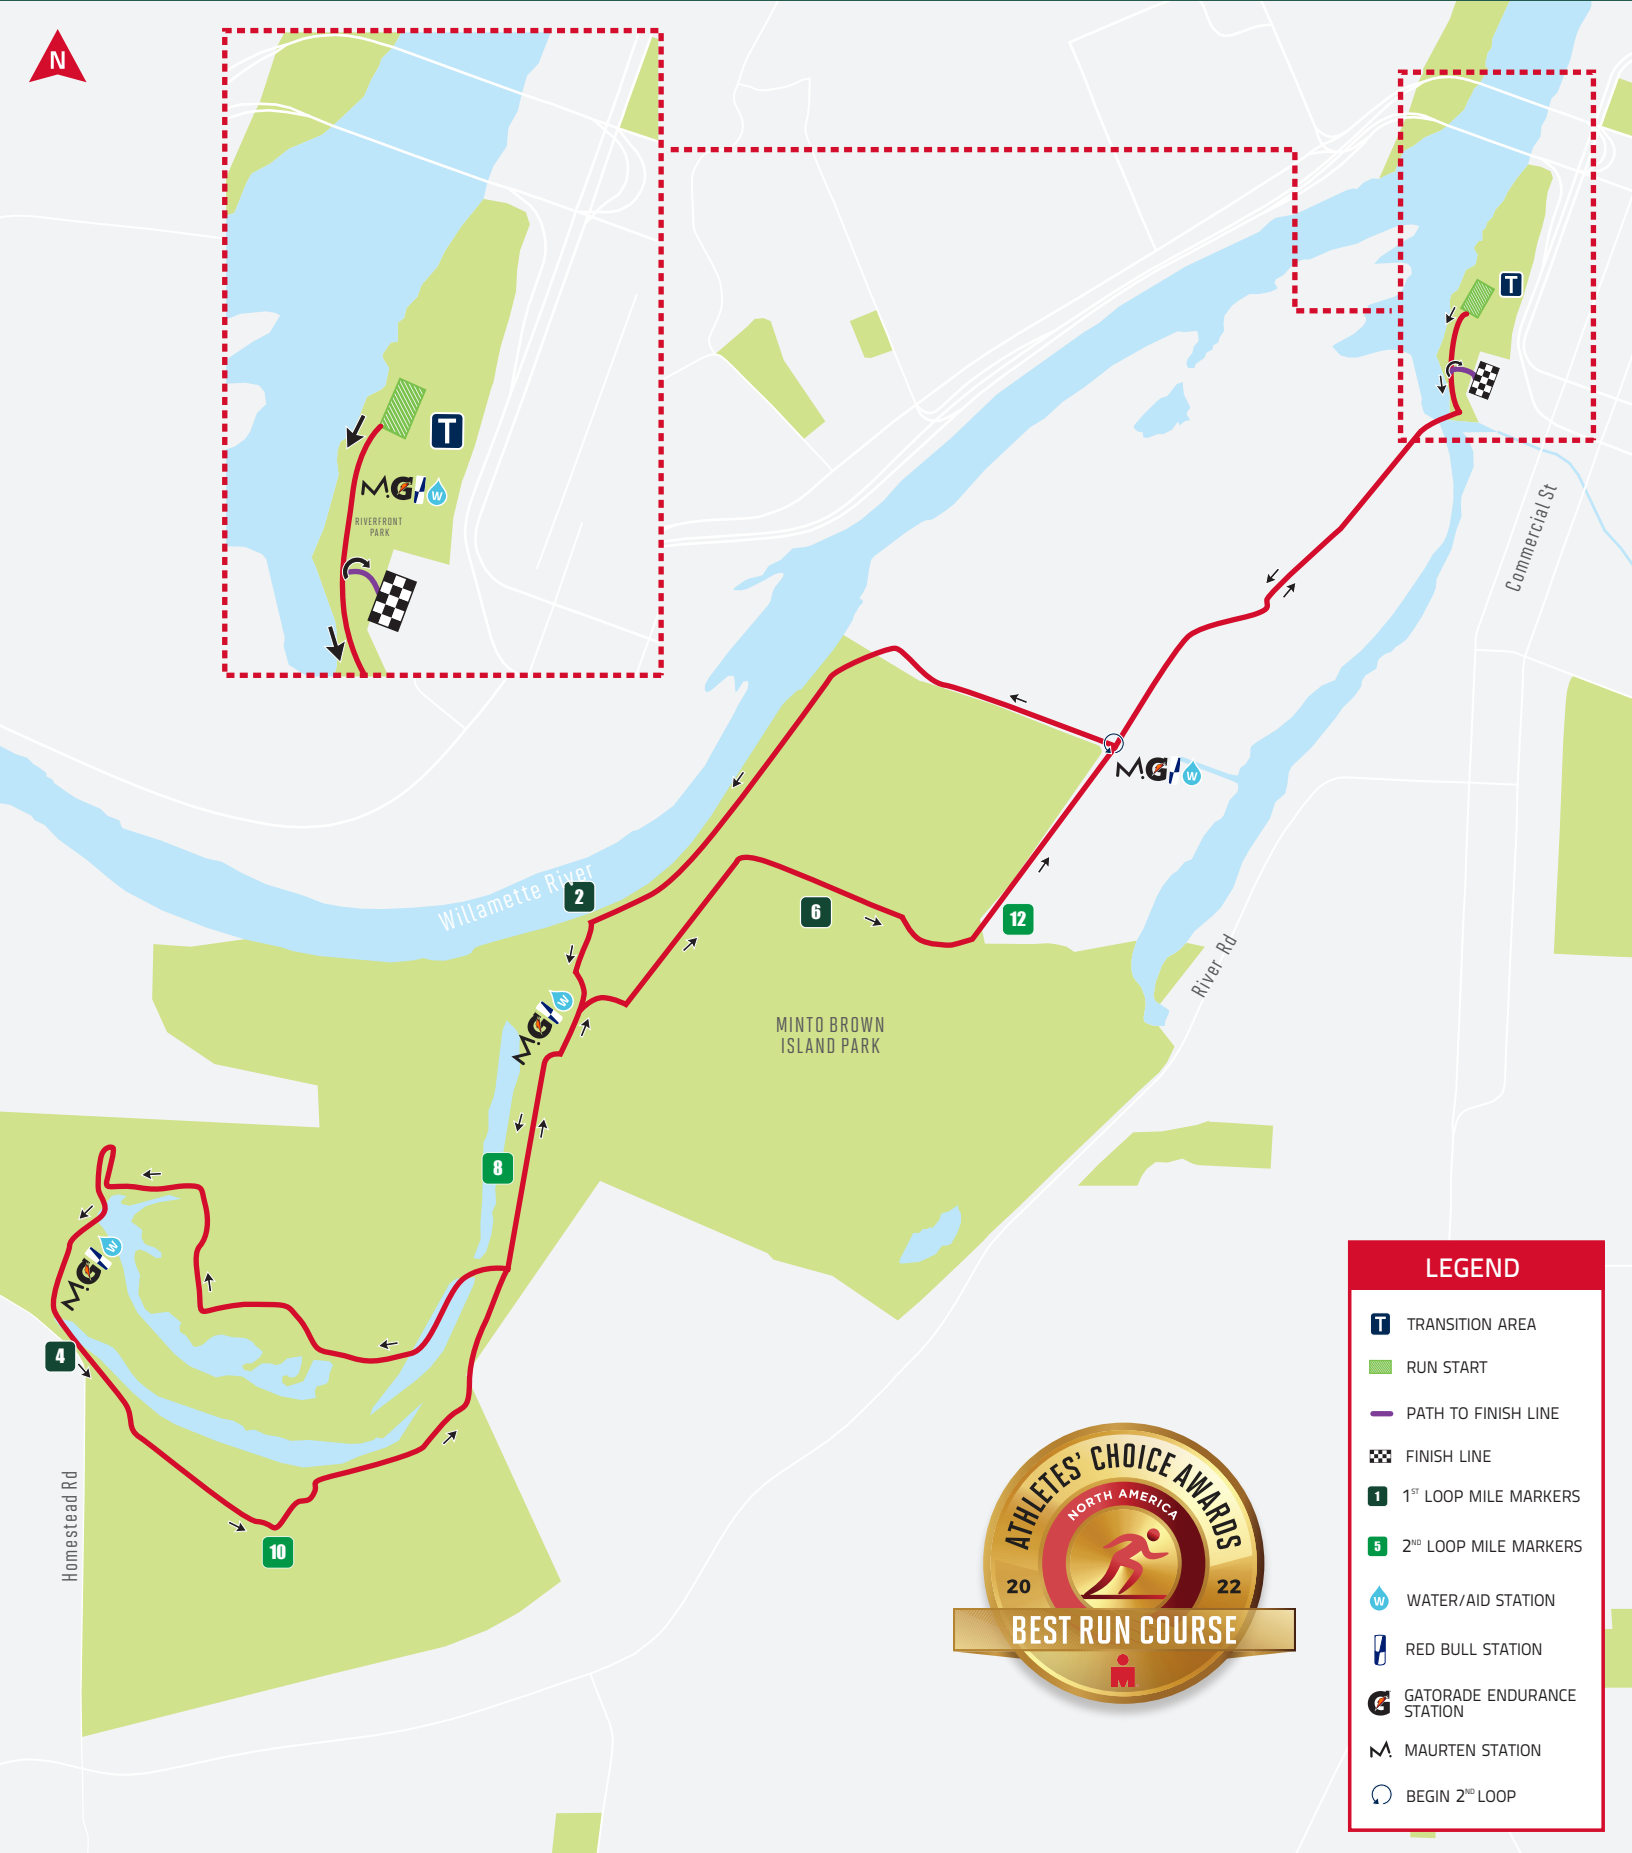 N
T
M.G W
RIVERFRONT
PARK
T
Commercial St
M.G W
Willamette River
2
6
12
River Rd
M.G W
MINTO BROWN
ISLAND PARK
8
M.G W
4
Homestead Rd
10
ATHLETES' CHOICE AWARDS
NORTH AMERICA
20 22
BEST RUN COURSE
LEGEND
T TRANSITION AREA
RUN START
PATH TO FINISH LINE
FINISH LINE
1 1ST LOOP MILE MARKERS
5 2ND LOOP MILE MARKERS
W WATER/AID STATION
RED BULL STATION
G GATORADE ENDURANCE
STATION
M. MAURTEN STATION
BEGIN 2ND LOOP